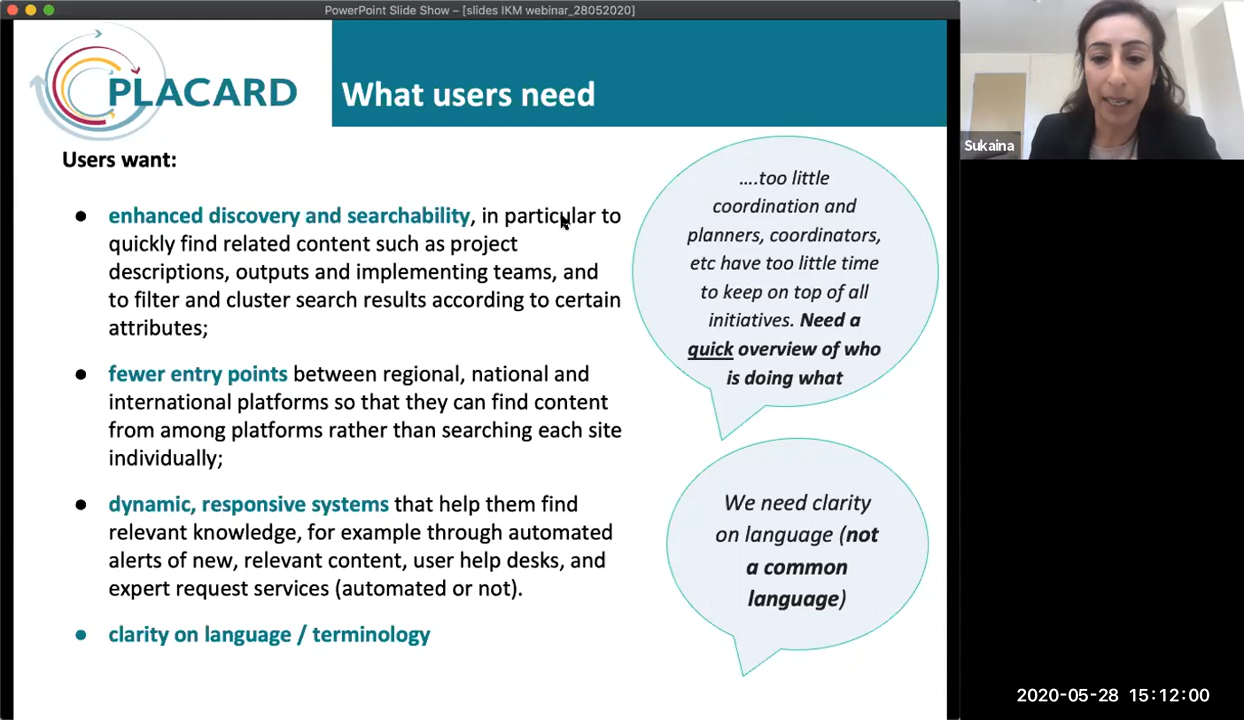 PowerPoint Slide Show – [slides IKM webinar_28052020]
PLACARD
What users need
Users want:
● enhanced discovery and searchability, in particular to
quickly find related content such as project
descriptions, outputs and implementing teams, and
to filter and cluster search results according to certain
attributes;
● fewer entry points between regional, national and
international platforms so that they can find content
from among platforms rather than searching each site
individually;
● dynamic, responsive systems that help them find
relevant knowledge, for example through automated
alerts of new, relevant content, user help desks, and
expert request services (automated or not).
● clarity on language / terminology
....too little
coordination and
planners, coordinators,
etc have too little time
to keep on top of all
initiatives. Need a
quick overview of who
is doing what
We need clarity
on language (not
a common
language)
Sukaina
2020-05-28 15:12:00